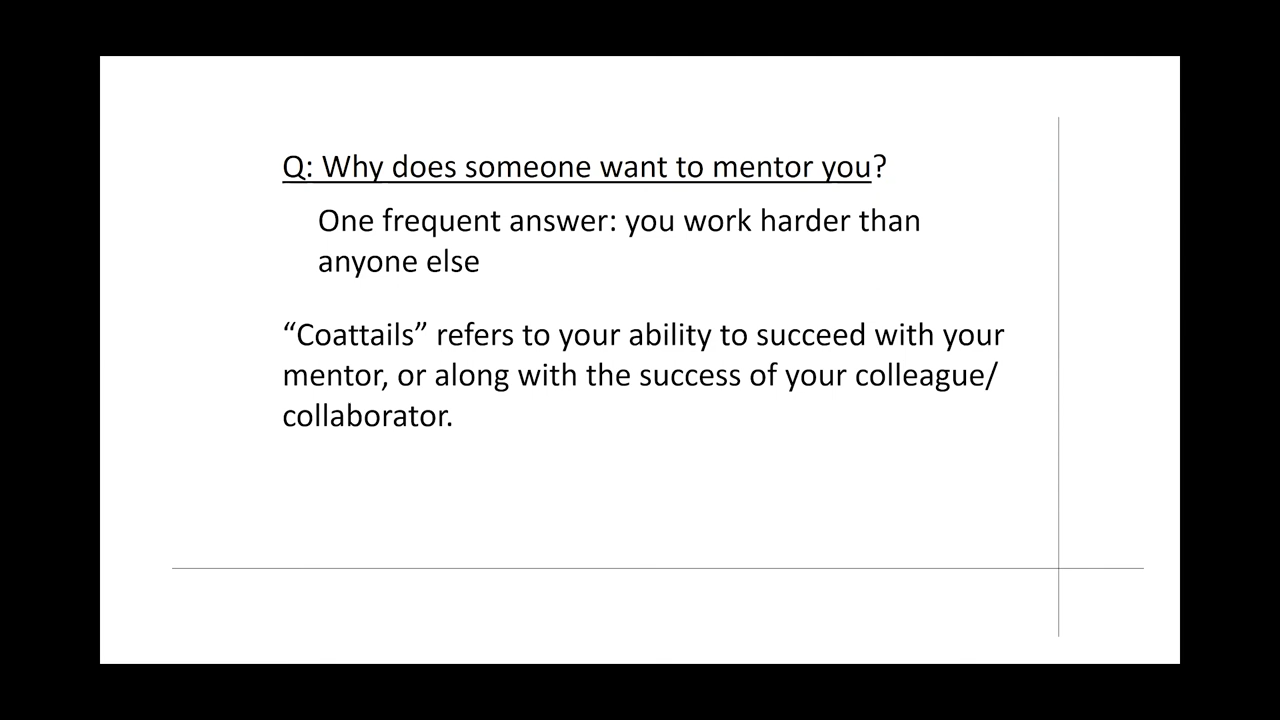 Q: Why does someone want to mentor you?
One frequent answer: you work harder than
anyone else
“Coattails” refers to your ability to succeed with your
mentor, or along with the success of your colleague/
collaborator.